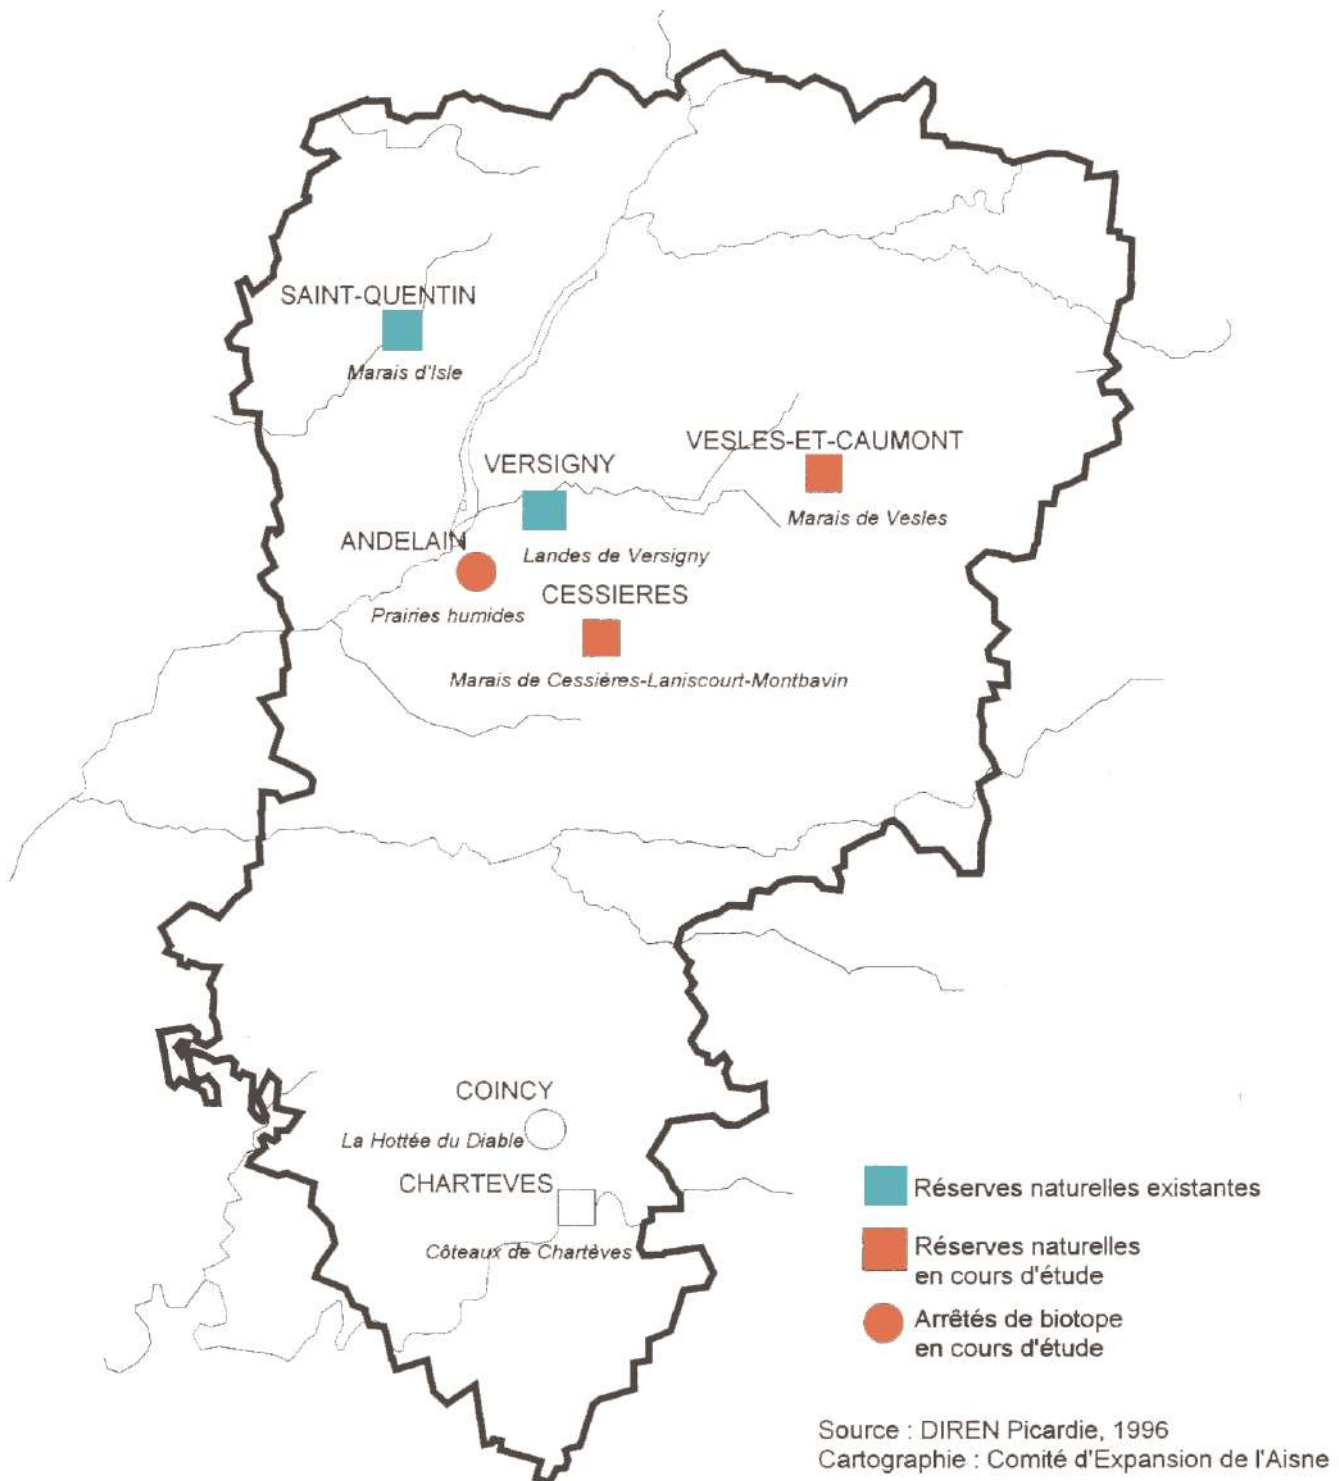 SAINT-QUENTIN
Marais d'Isle
VESLES-ET-CAUMONT
Marais de Vesles
VERSIGNY
Landes de Versigny
ANDELAIN
Prairies humides
CESSIERES
Marais de Cessières-Laniscourt-Montbavin
COINCY
La Hottée du Diable
CHARTEVES
Côteaux de Chartèves
Réserves naturelles existantes
Réserves naturelles
en cours d'étude
Arrêtés de biotope
en cours d'étude
Source : DIREN Picardie, 1996
Cartographie : Comité d'Expansion de l'Aisne